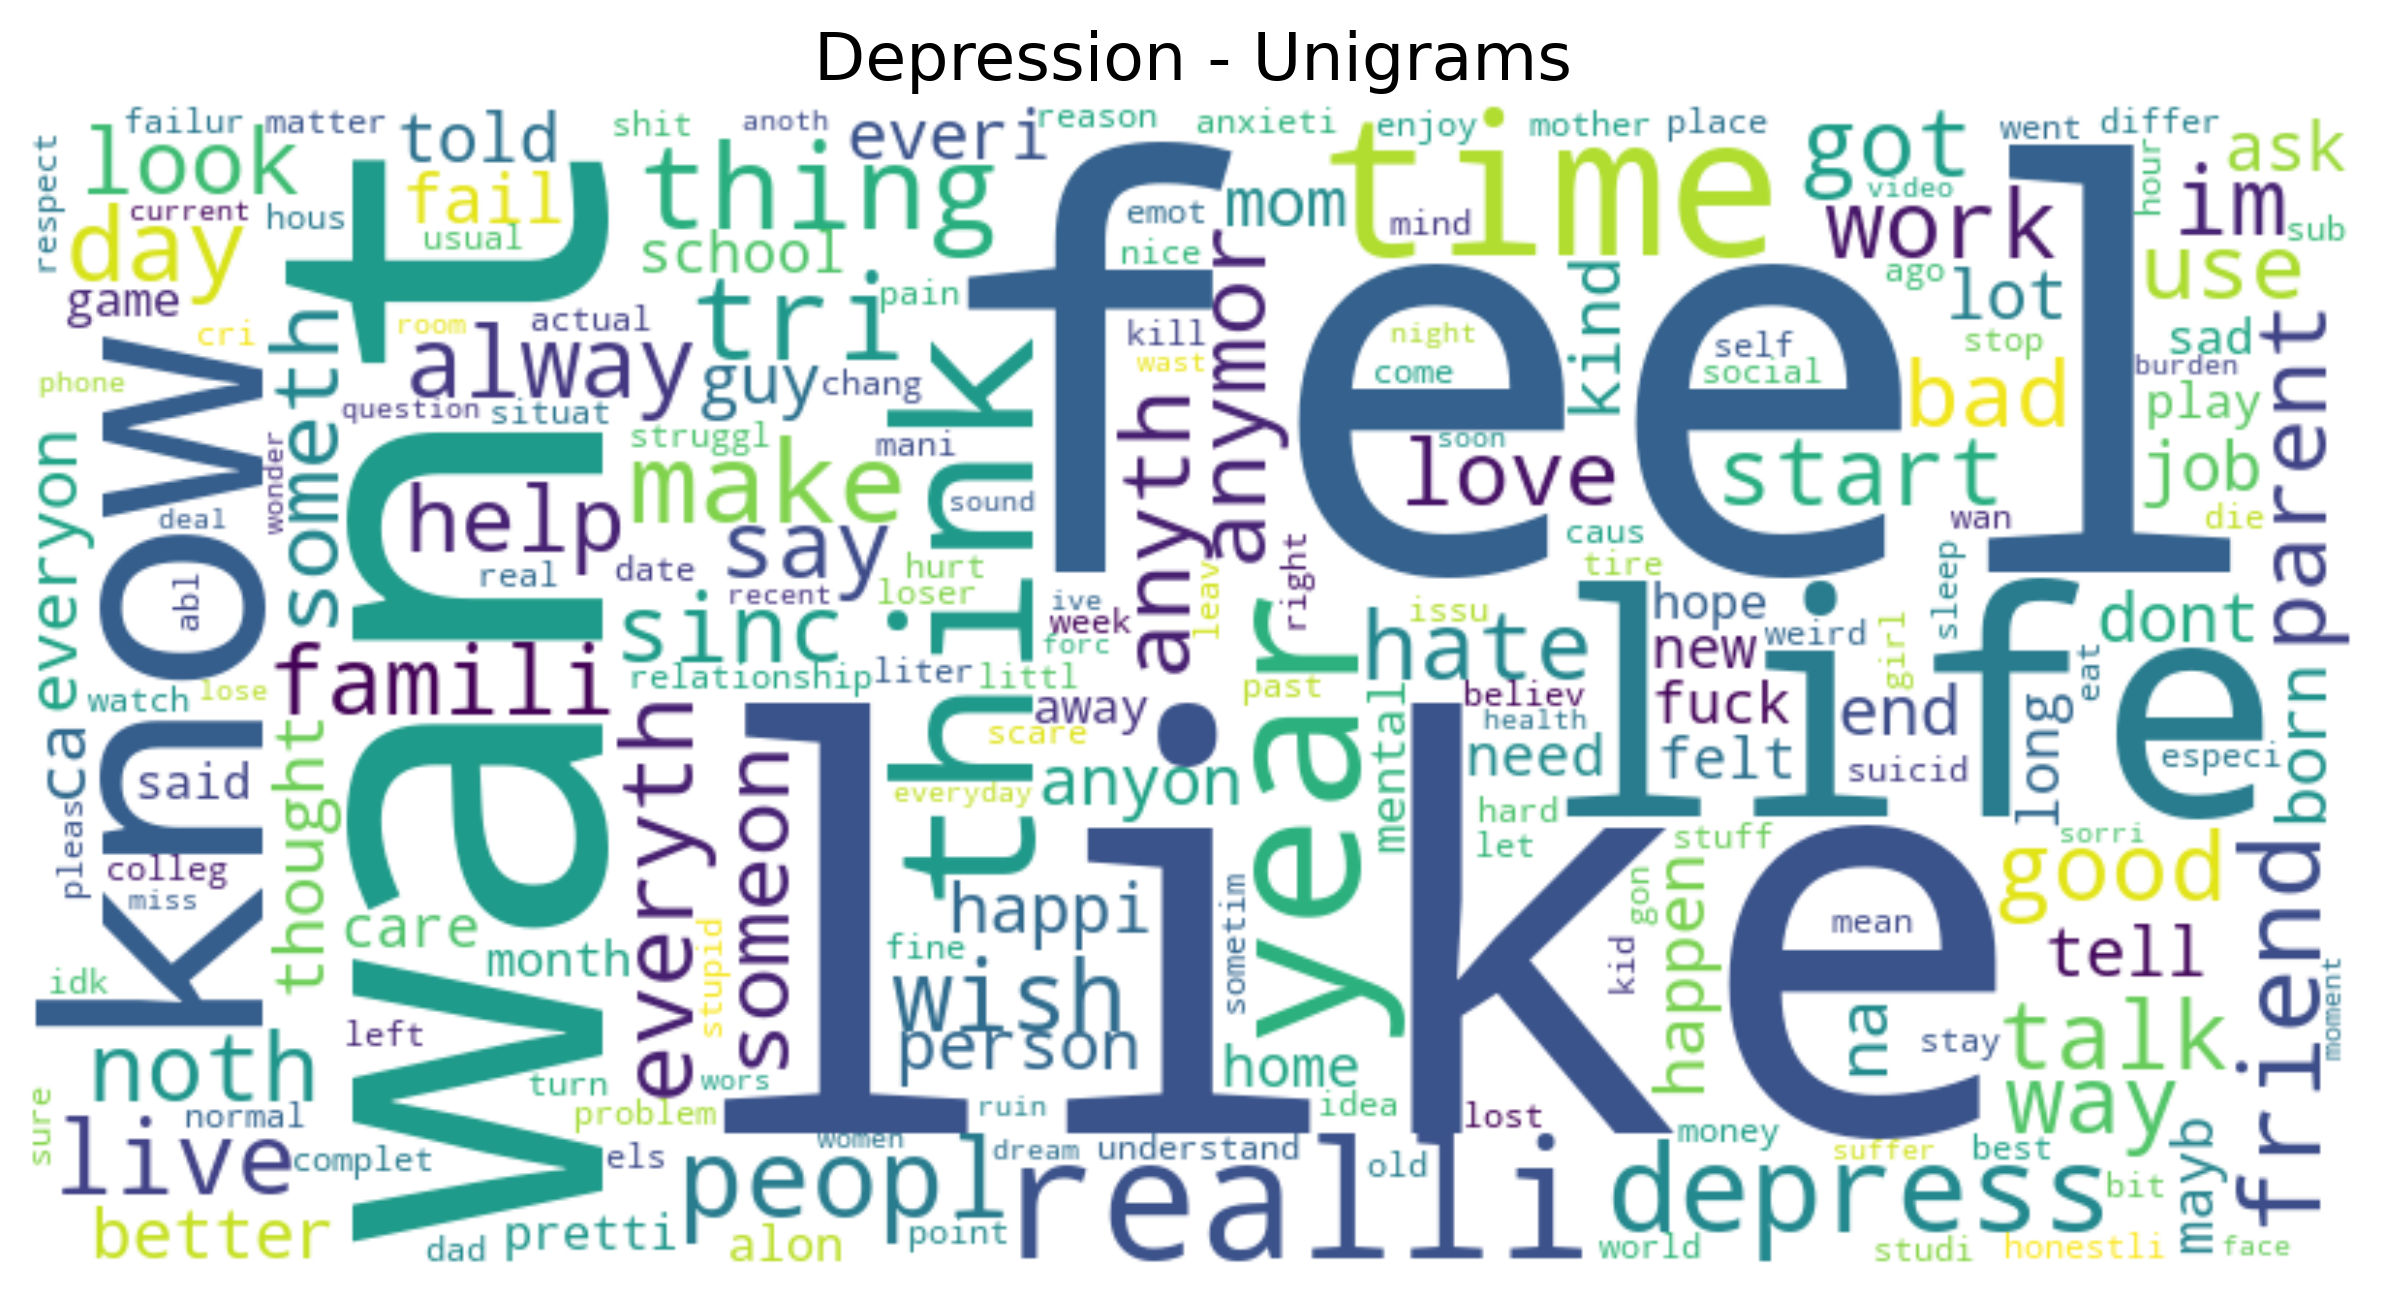 Depression - Unigrams
failur
matter
told
shit
anoth
everi
reason
anxieti
time
enjoy
mother
place
got
went
differ
ask
respect
look
fail
thing
feel
mom
emot
mind
video
work
hour
im
sub
current
hous
day
usual
school
nice
kind
ago
lot
use
game
want
tri
pain
anymor
cri
room
actual
alway
kill
night
self
stop
sad
parent
someth
guy
chang
think
wast
come
social
bad
burden
phone
know
question
situat
play
everyon
struggl
mani
anyth
soon
love
start
job
wonder
make
help
sound
deal
say
wan
die
caus
real
date
hurt
right
tire
sleep
abl
recent
loser
ive
leav
life
hope
sinc
week
issu
dont
forc
year
hate
new
weird
girl
famili
relationship
liter
littl
eat
watch
lose
past
believ
fuck
born
ca
thought
everyth
away
mental
health
end
long
scare
need
felt
said
someon
like
anyon
suicid
especi
pleas
everyday
hard
let
stuff
sorri
colleg
happi
good
friend
miss
care
sometim
gon
happen
mean
month
stupid
fine
kid
tell
idk
wish
moment
left
na
stay
talk
noth
person
home
turn
wors
way
sure
normal
problem
ruin
idea
lost
live
women
dream
understand
money
suffer
best
mayb
complet
els
peopl
realli
old
depress
bit
better
dad
pretti
alon
point
world
studi
honestli
face